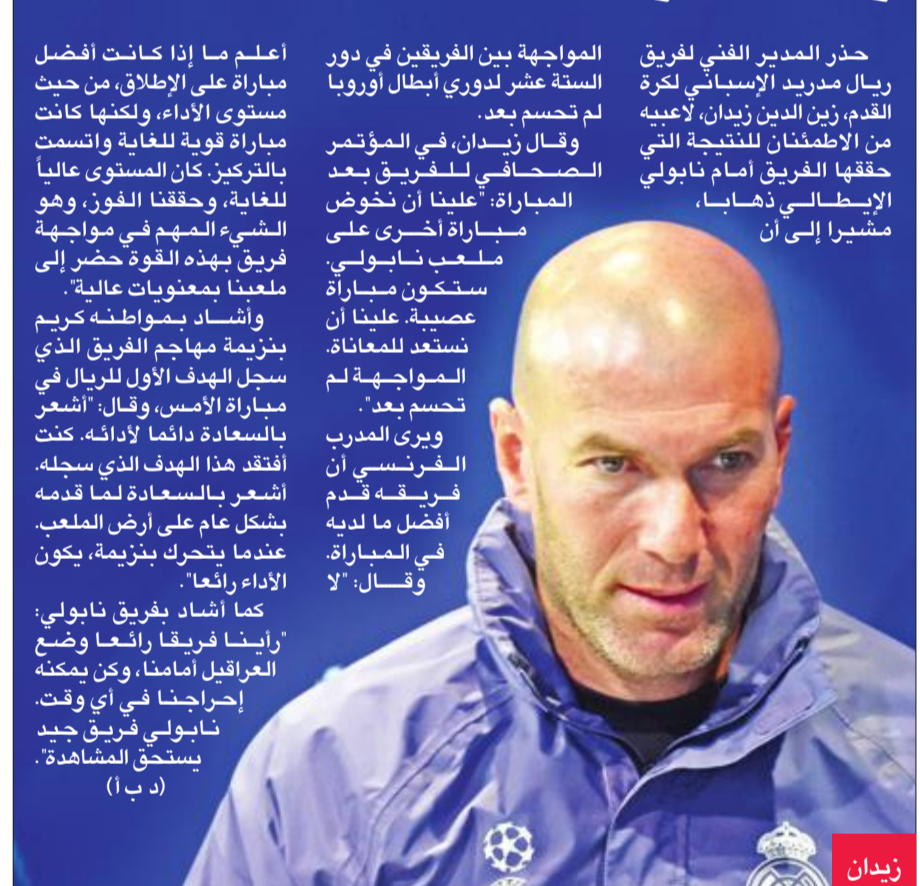 حذر المدير الفني لفريق
ريال مدريد الإسباني لكرة
القدم، زين الدين زيدان، لاعبيه
من الاطمئنان للنتيجة التي
حققها الفريق أمام نابولي
الإيطالي ذهابا،
مشيرا إلى أن
المواجهة بين الفريقين في دور
الستة عشر لدوري أبطال أوروبا
لم تحسم بعد.
وقال زيدان، في المؤتمر
الصحافي للفريق بعد
المباراة: "علينا أن نخوض
مباراة أخرى على
ملعب نابولي.
ستكون مباراة
عصيبة. علينا أن
نستعد للمعاناة.
المواجهة لم
تحسم بعد".
ويرى المدرب
الفرنسي أن
فريقه قدم
أفضل ما لديه
في المباراة.
وقال: "لا
أعلم ما إذا كانت أفضل
مباراة على الإطلاق، من حيث
مستوى الأداء، ولكنها كانت
مباراة قوية للغاية واتسمت
بالتركيز. كان المستوى عالياً
للغاية، وحققنا الفوز، وهو
الشيء المهم في مواجهة
فريق بهذه القوة حضر إلى
ملعبنا بمعنويات عالية".
وأشاد بمواطنه كريم
بنزيمة مهاجم الفريق الذي
سجل الهدف الأول للريال في
مباراة الأمس، وقال: "أشعر
بالسعادة دائما لأدائه. كنت
أفتقد هذا الهدف الذي سجله.
أشعر بالسعادة لما قدمه
بشكل عام على أرض الملعب.
عندما يتحرك بنزيمة، يكون
الأداء رائعا".
كما أشاد بفريق نابولي:
"رأينا فريقا رائعا وضع
العراقيل أمامنا، وكن يمكنه
إحراجنا في أي وقت.
نابولي فريق جيد
يستحق المشاهدة".
(د ب أ)
زيدان